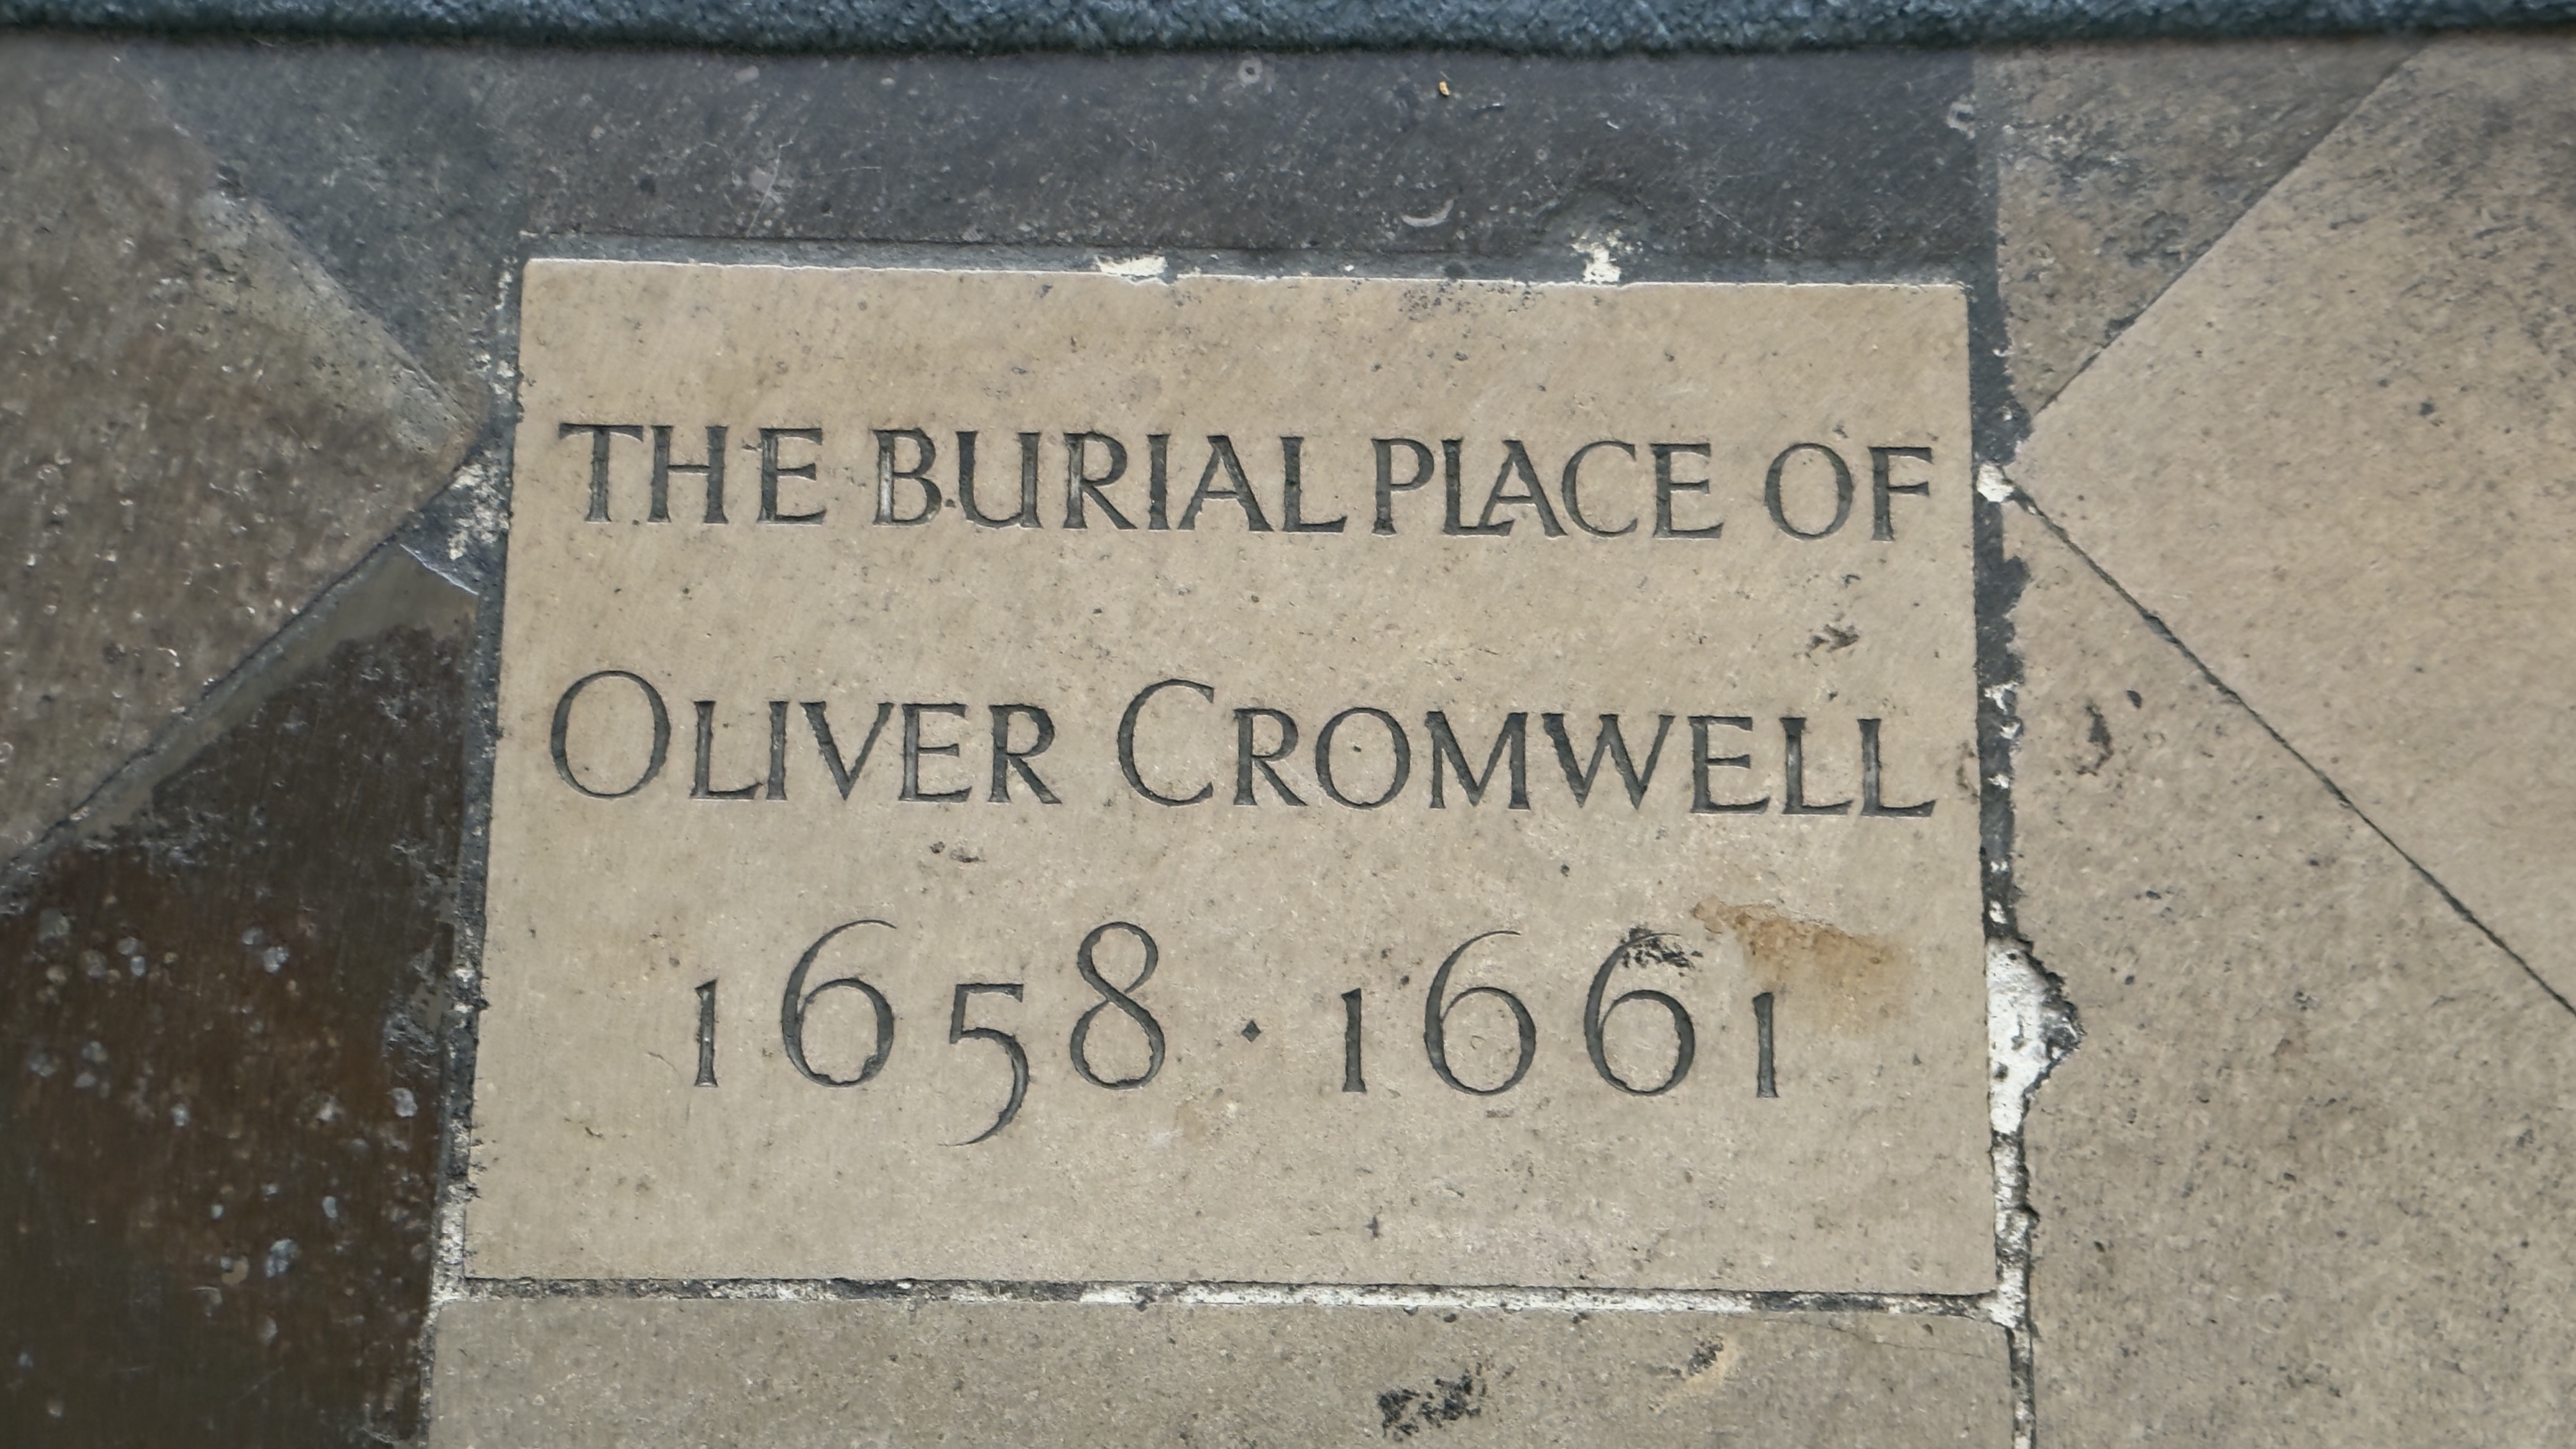 THE BURIAL PLACE OF
OLIVER CROMWELL
1658 · 1661